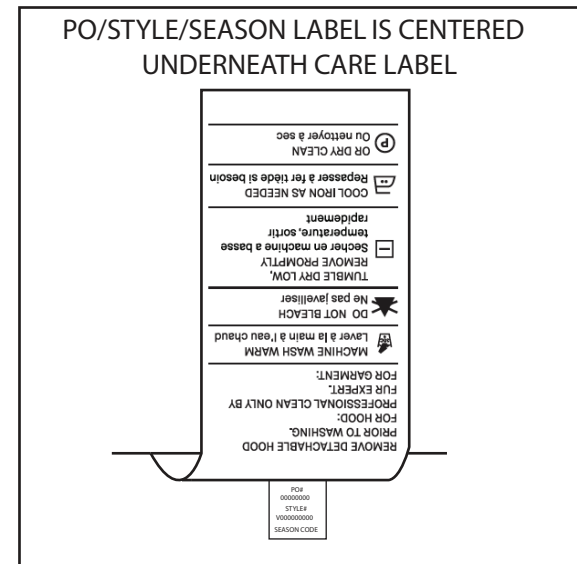 PO/STYLE/SEASON LABEL IS CENTERED
UNDERNEATH CARE LABEL
REMOVE DETACHABLE HOOD
PRIOR TO WASHING.
FOR HOOD:
PROFESSIONAL CLEAN ONLY BY
FUR EXPERT.
FOR GARMENT:
MACHINE WASH WARM
Laver à la main à l'eau chaud
DO NOT BLEACH
Ne pas javelliser
TUMBLE DRY LOW,
REMOVE PROMPTLY
Secher en machine a basse
temperature, sortir
rapidement
COOL IRON AS NEEDED
Repasser à fer tiède si besoin
OR DRY CLEAN
Ou nettoyer à sec
P
PO#
00000000
STYLE#
V000000000
SEASON CODE